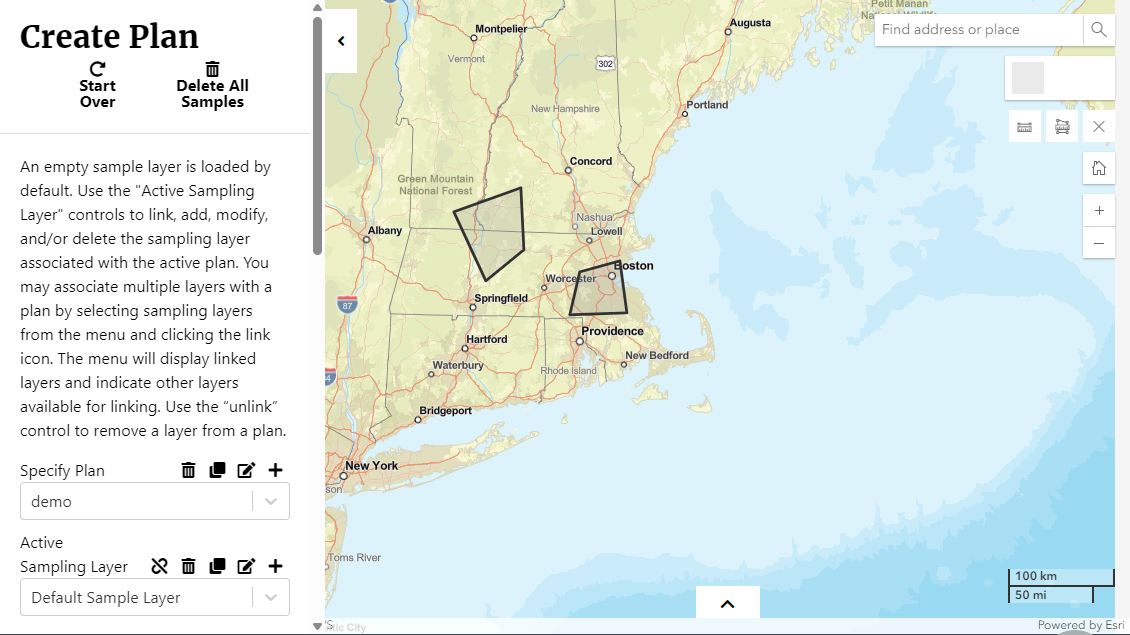 Create Plan
Start
Over
Delete All
Samples
An empty sample layer is loaded by
default. Use the "Active Sampling
Layer" controls to link, add, modify,
and/or delete the sampling layer
associated with the active plan. You
may associate multiple layers with a
plan by selecting sampling layers
from the menu and clicking the link
icon. The menu will display linked
layers and indicate other layers
available for linking. Use the “unlink”
control to remove a layer from a plan.
Specify Plan
demo
Active
Sampling Layer
Default Sample Layer
Petit Manan
Augusta
Montpelier
Find address or place
Vermont
302
New Hampshire
Portland
Concord
Green Mountain
National Forest
Nashua
Albany
Lowell
Boston
Worcester
Springfield
87
Providence
Hartford
New Bedford
Waterbury
Rhode Island
Bridgeport
New York
son
Toms River
100 km
50 mi
ntic City
Powered by Esri